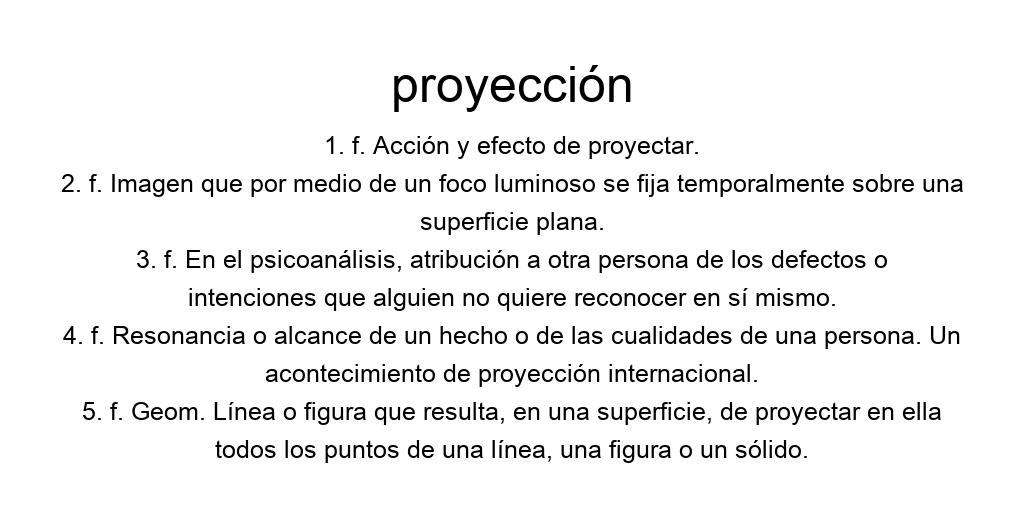 proyección
1. f. Acción y efecto de proyectar.
2. f. Imagen que por medio de un foco luminoso se fija temporalmente sobre una
superficie plana.
3. f. En el psicoanálisis, atribución a otra persona de los defectos o
intenciones que alguien no quiere reconocer en sí mismo.
4. f. Resonancia o alcance de un hecho o de las cualidades de una persona. Un
acontecimiento de proyección internacional.
5. f. Geom. Línea o figura que resulta, en una superficie, de proyectar en ella
todos los puntos de una línea, una figura o un sólido.